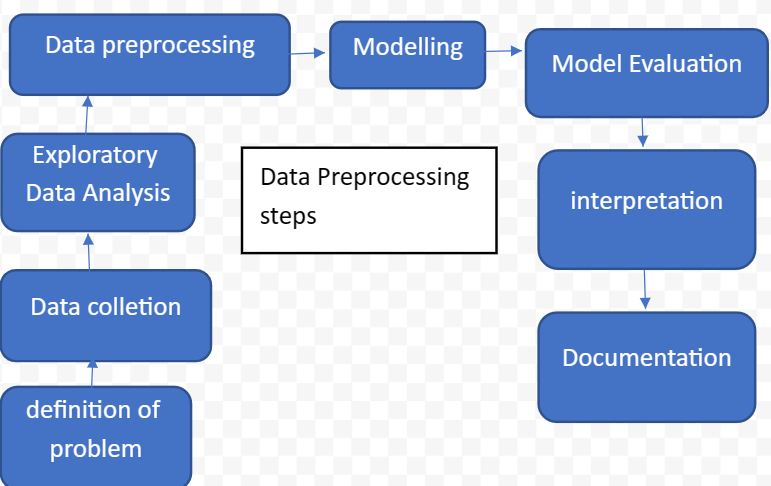 Data preprocessing
Modelling
Model Evaluation
Exploratory
Data Analysis
Data Preprocessing
steps
interpretation
Data colletion
Documentation
definition of
problem